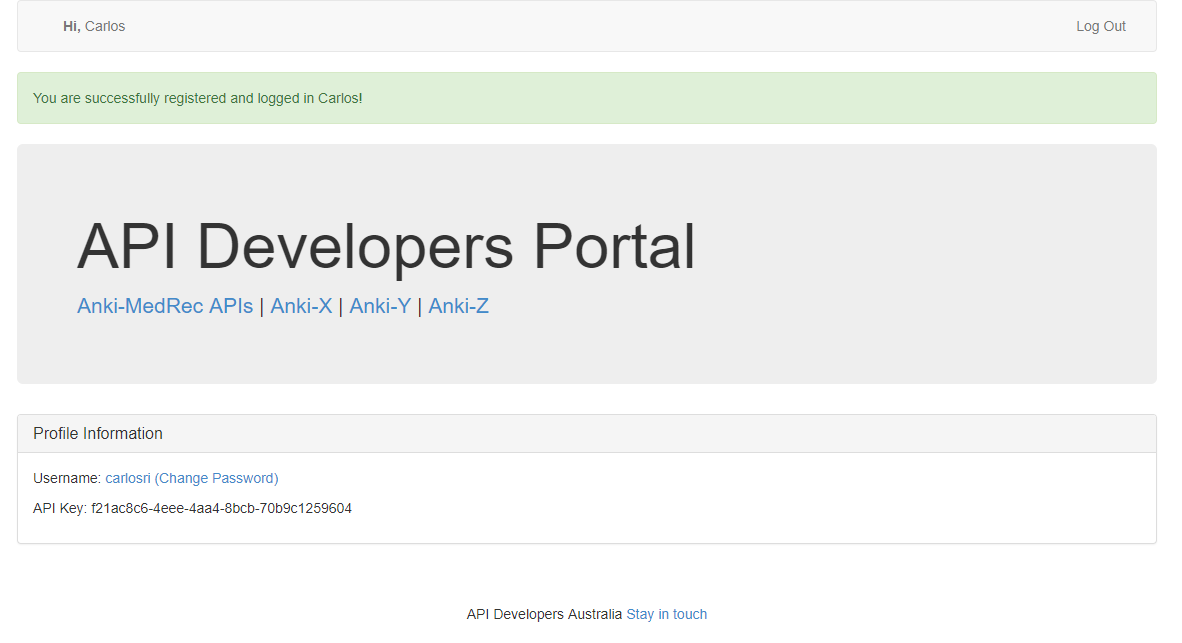 Hi, Carlos
Log Out
You are successfully registered and logged in Carlos!
API Developers Portal
Anki-MedRec APIs | Anki-X | Anki-Y | Anki-Z
Profile Information
Username: carlosri (Change Password)
API Key: f21ac8c6-4eee-4aa4-8bcb-70b9c1259604
API Developers Australia Stay in touch